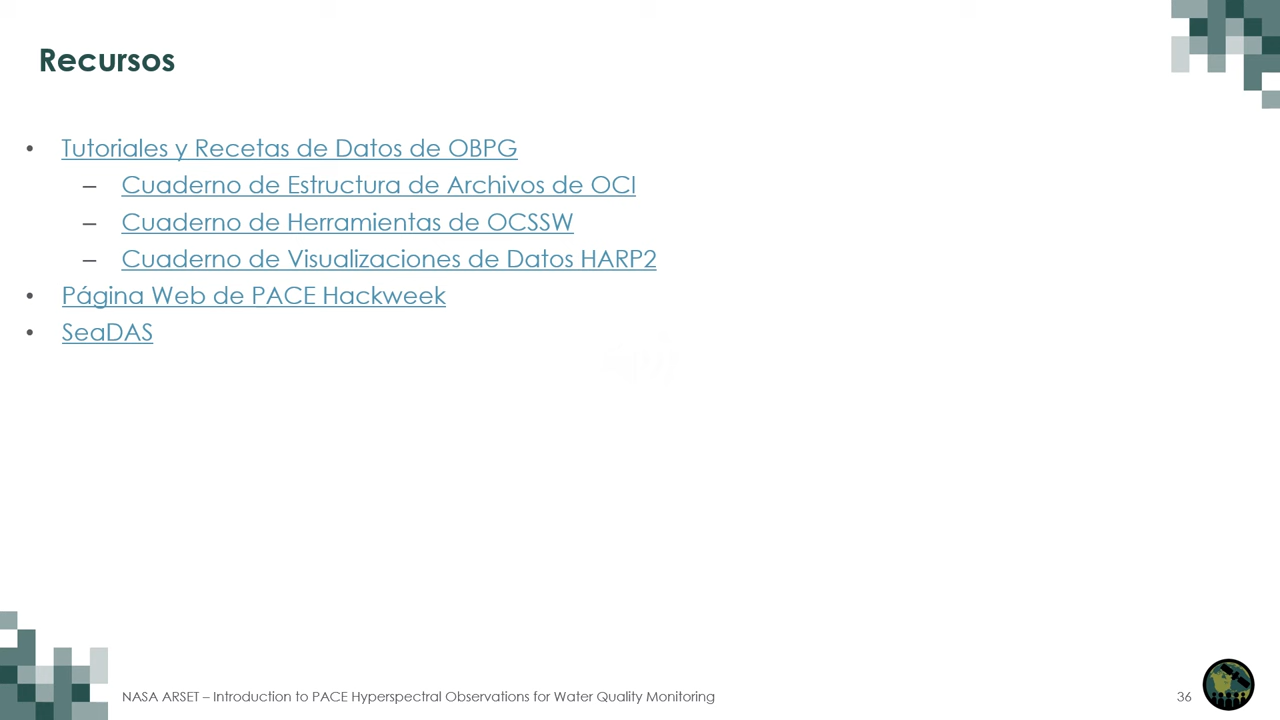 Recursos
• Tutoriales y Recetas de Datos de OBPG
– Cuaderno de Estructura de Archivos de OCI
– Cuaderno de Herramientas de OCSSW
– Cuaderno de Visualizaciones de Datos HARP2
• Página Web de PACE Hackweek
• SeaDAS
NASA ARSET – Introduction to PACE Hyperspectral Observations for Water Quality Monitoring
36